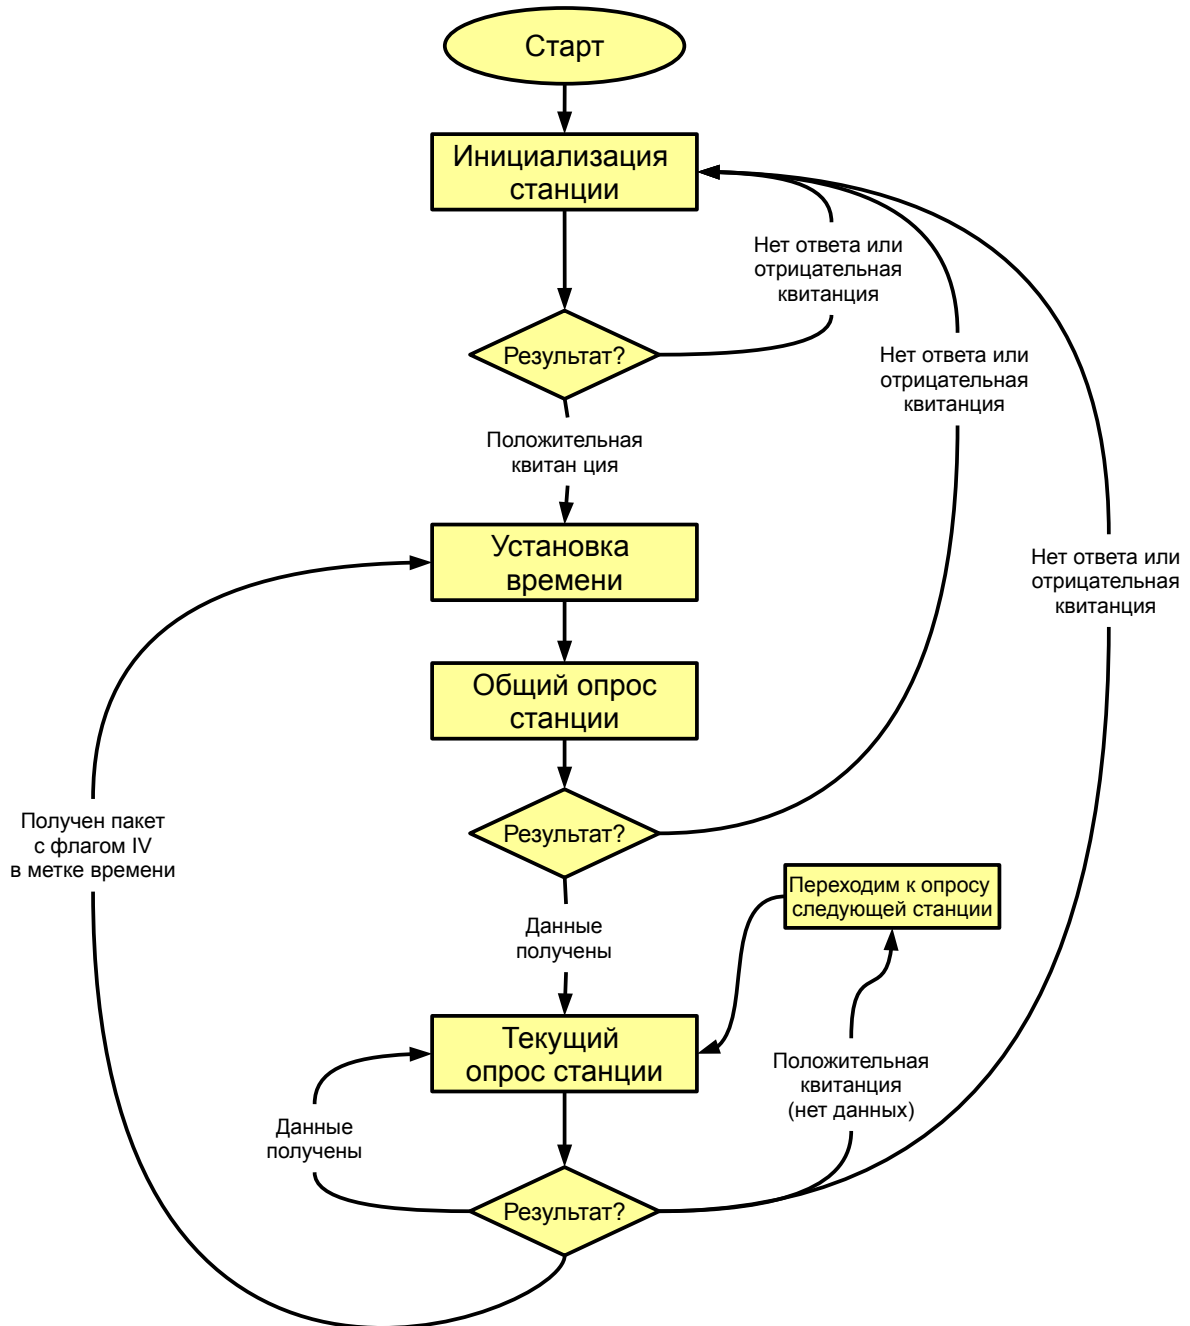 Старт
Инициализация
станции
Нет ответа или
отрицательная
квитанция
Результат?
Нет ответа или
отрицательная
квитанция
Положительная
квитан ция
Установка
времени
Нет ответа или
отрицательная
квитанция
Общий опрос
станции
Получен пакет
с флагом IV
в метке времени
Результат?
Переходим к опросу
следующей станции
Данные
получены
Текущий
опрос станции
Положительная
квитанция
(нет данных)
Данные
получены
Результат?